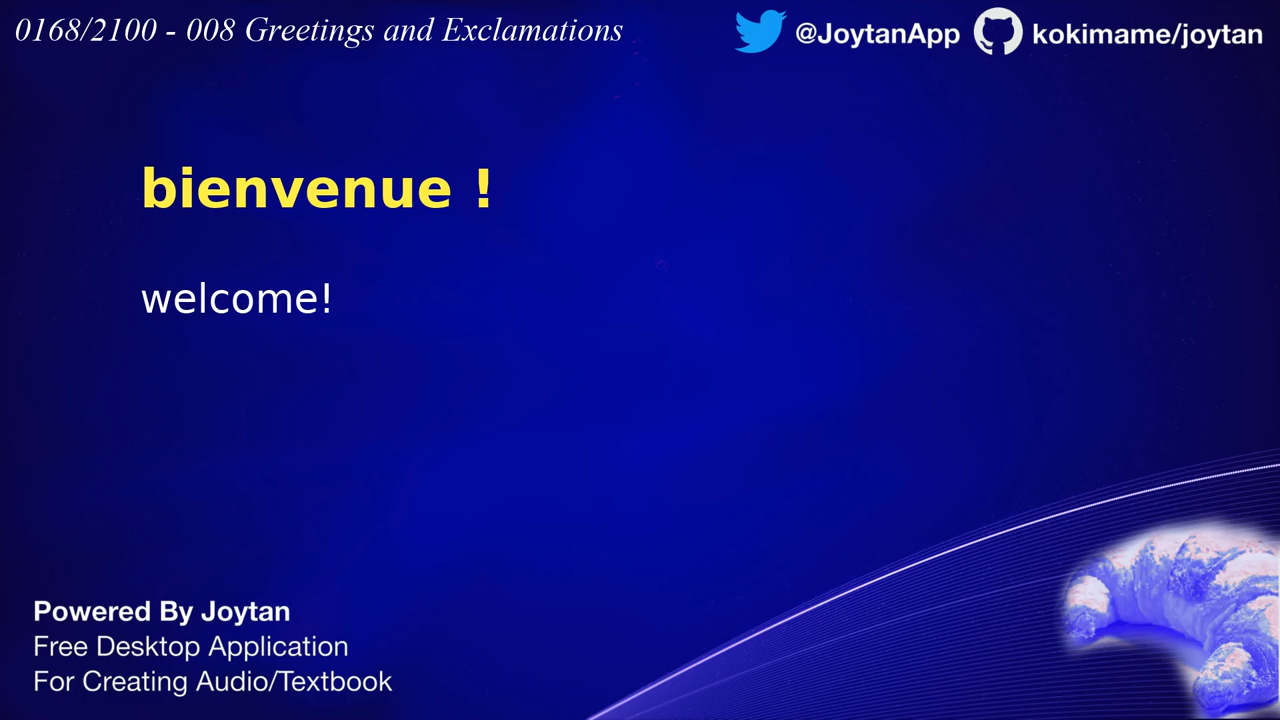 0168/2100 - 008 Greetings and Exclamations
@JoytanApp
kokimame/joytan
bienvenue !
welcome!
Powered By Joytan
Free Desktop Application
For Creating Audio/Textbook